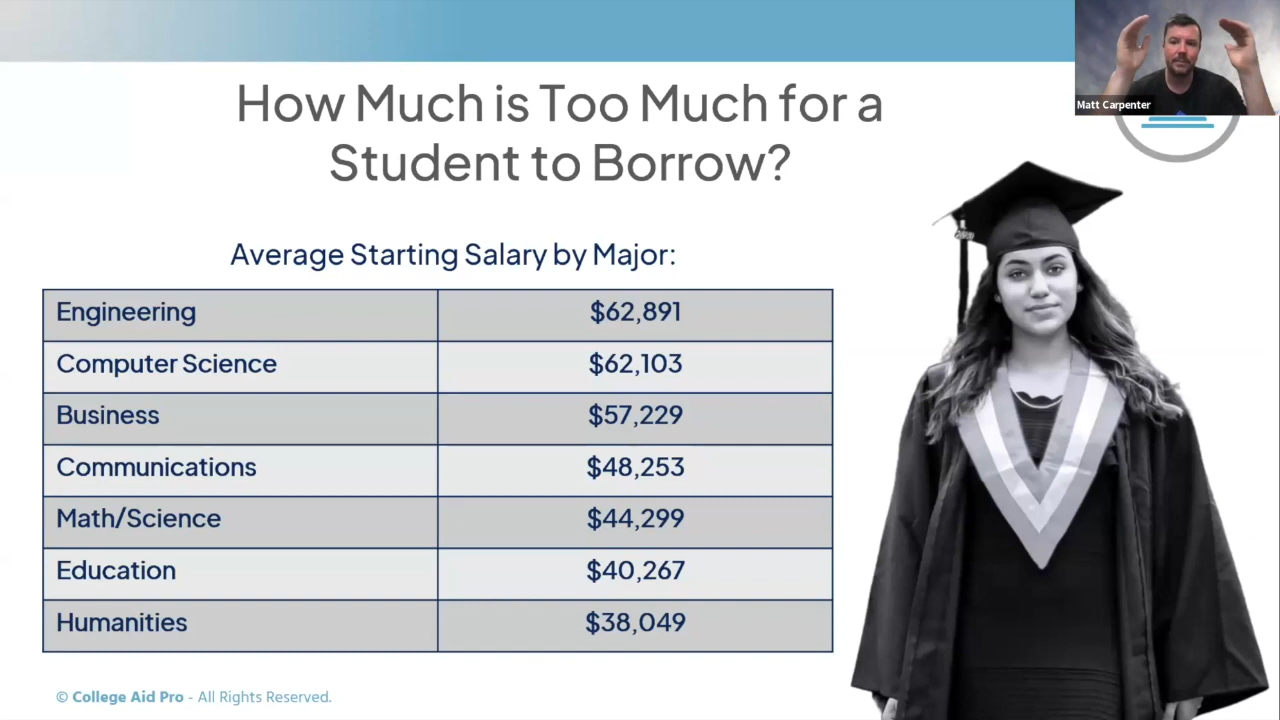 Matt Carpenter
How Much is Too Much for a
Student to Borrow?
Average Starting Salary by Major:
Engineering $62,891
Computer Science $62,103
Business $57,229
Communications $48,253
Math/Science $44,299
Education $40,267
Humanities $38,049
© College Aid Pro - All Rights Reserved.